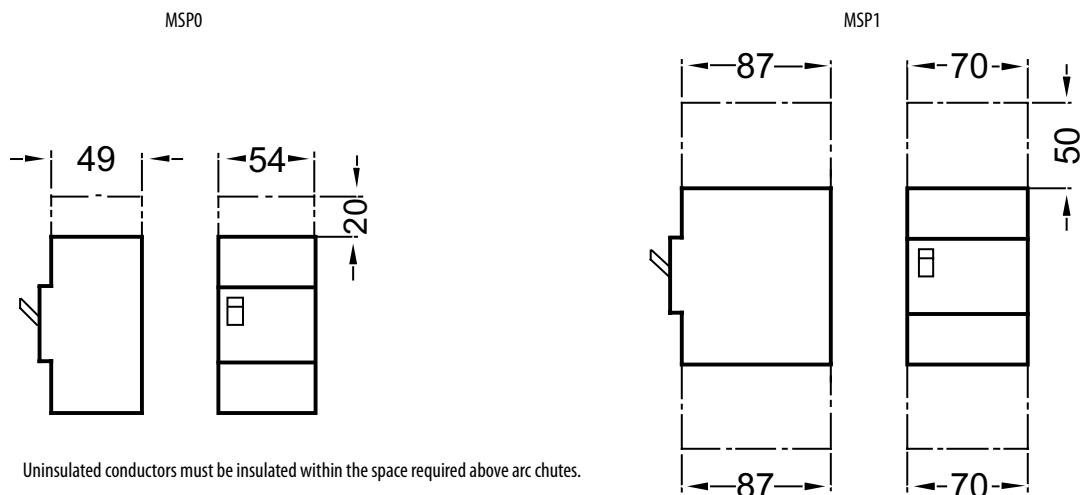 MSP0
MSP1
87
70
50
49
54
20
Uninsulated conductors must be insulated within the space required above arc chutes.
87
70